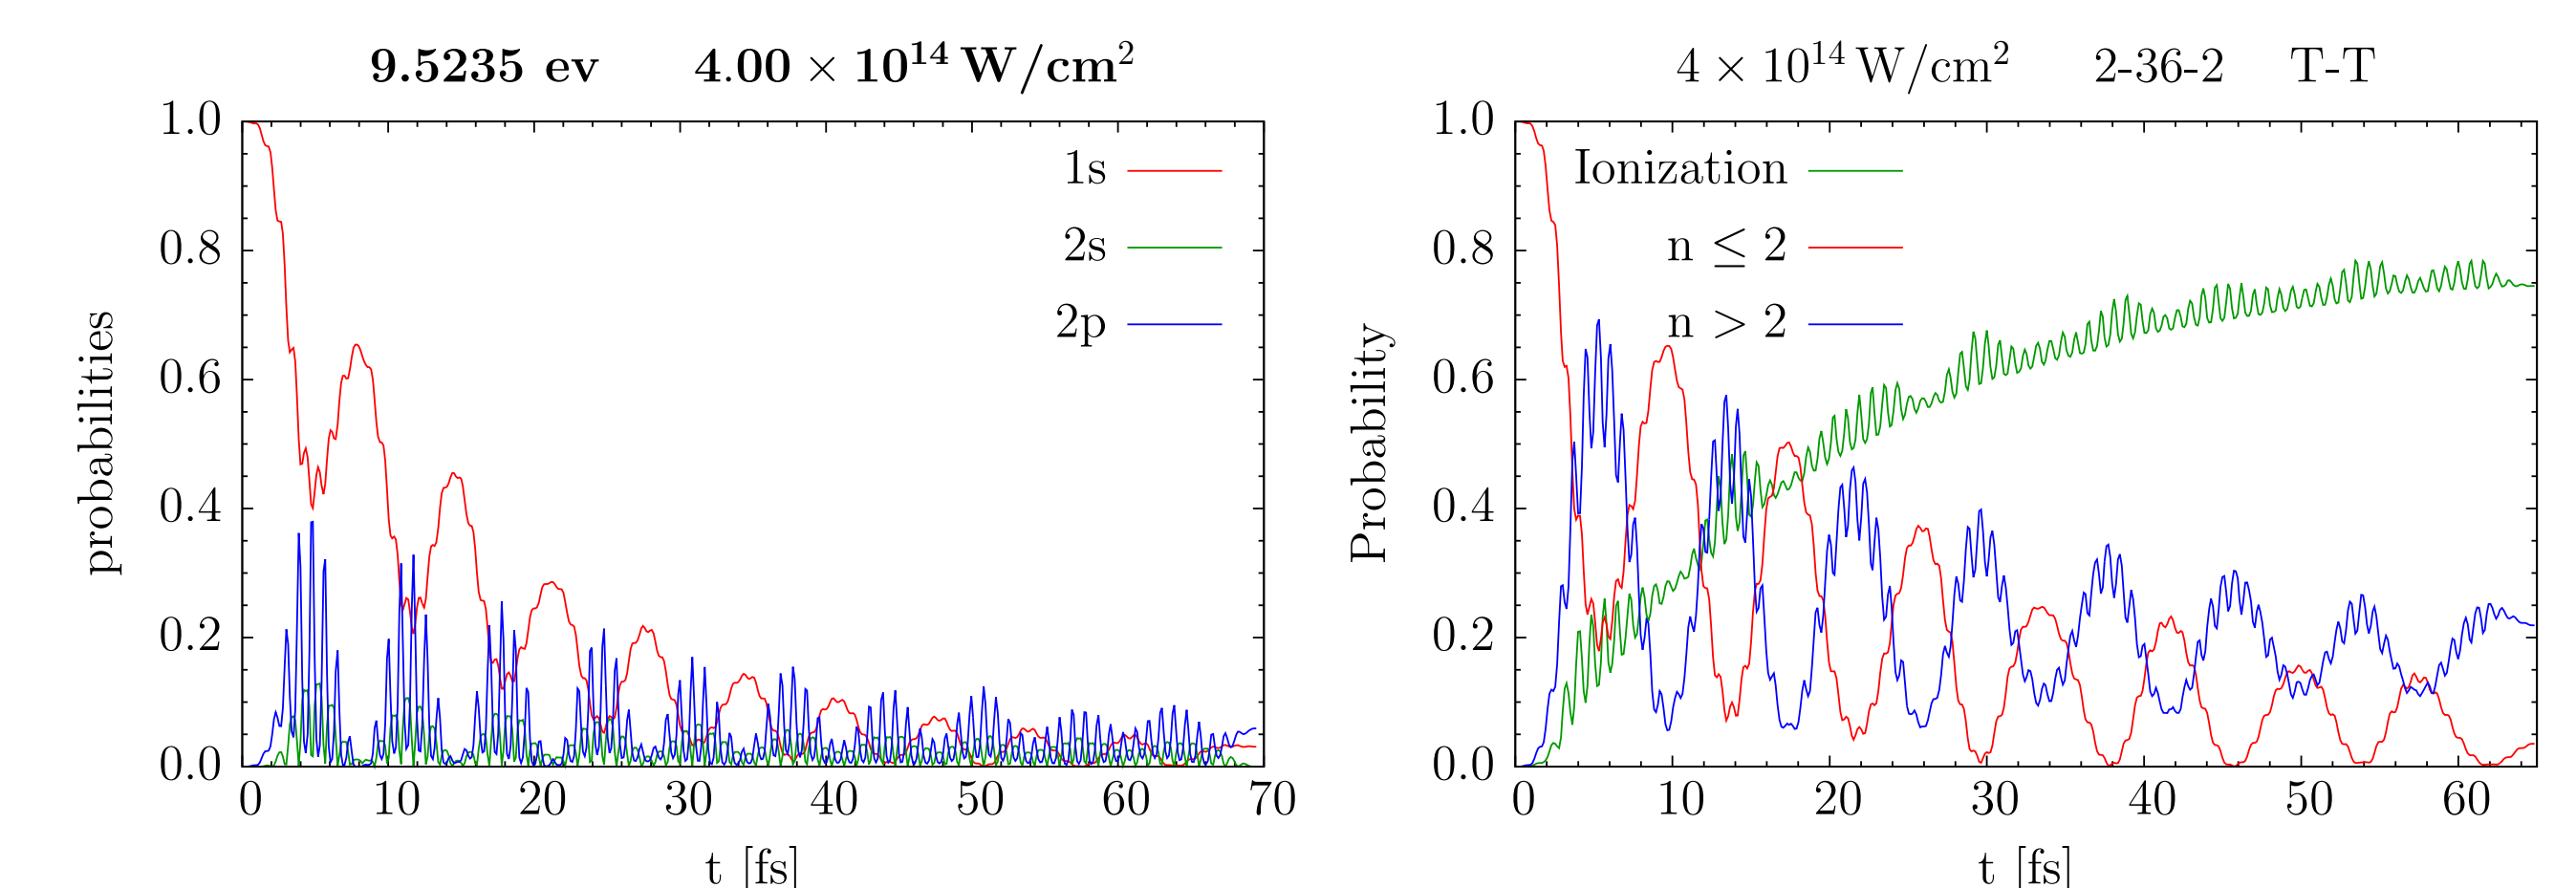 9.5235 ev 4.00 × 10¹⁴ W/cm²
1.0
0.8
0.6
0.4
0.2
0.0
probabilities
1s
2s
2p
0 10 20 30 40 50 60 70
t [fs]
4 × 10¹⁴ W/cm² 2-36-2 T-T
1.0
0.8
0.6
0.4
0.2
0.0
Probability
Ionization
n ≤ 2
n > 2
0 10 20 30 40 50 60
t [fs]